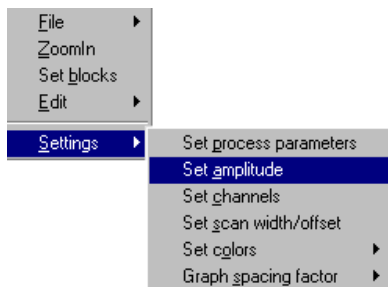 File
ZoomIn
Set blocks
Edit
Settings
Set process parameters
Set amplitude
Set channels
Set scan width/offset
Set colors
Graph spacing factor